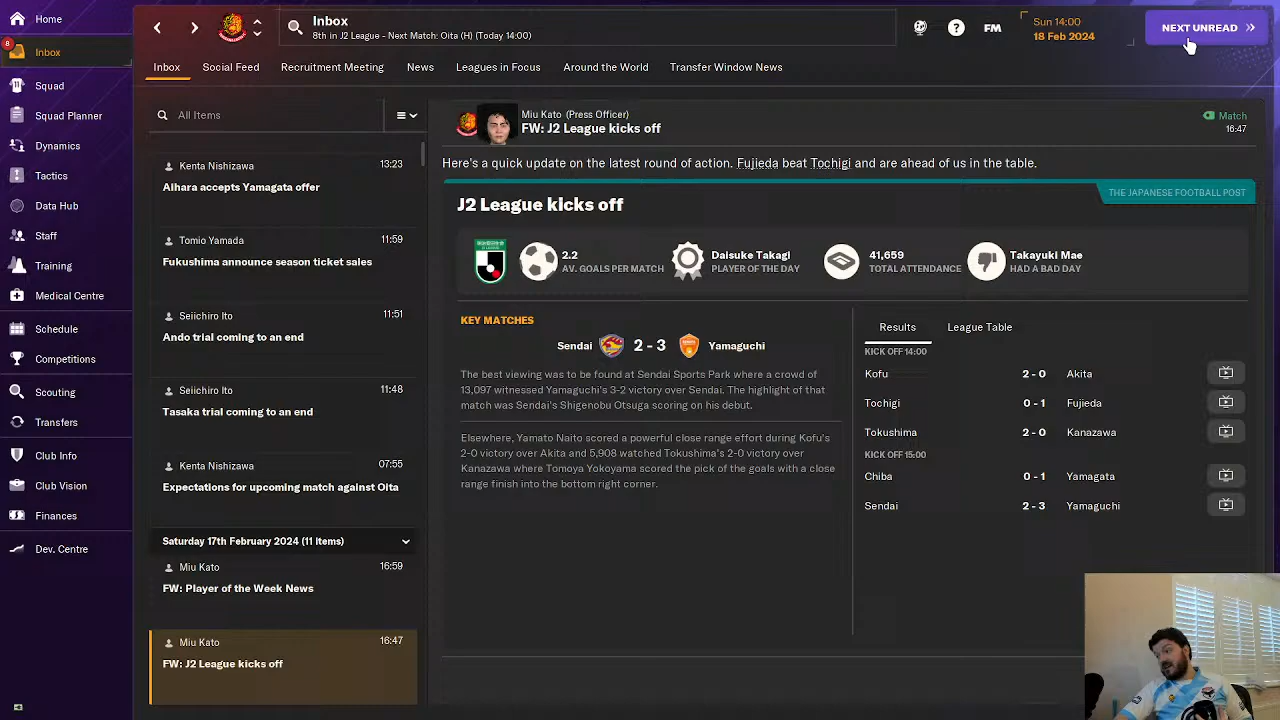 Home
8
Inbox
Squad
Squad Planner
Dynamics
Tactics
Data Hub
Staff
Training
Medical Centre
Schedule
Competitions
Scouting
Transfers
Club Info
Club Vision
Finances
Dev. Centre
Inbox
8th in J2 League - Next Match: Oita (H) (Today 14:00)
FM
Sun 14:00
18 Feb 2024
NEXT UNREAD
Inbox
Social Feed
Recruitment Meeting
News
Leagues in Focus
Around the World
Transfer Window News
All Items
Kenta Nishizawa 13:23
Aihara accepts Yamagata offer
Tomio Yamada 11:59
Fukushima announce season ticket sales
Seiichiro Ito 11:51
Ando trial coming to an end
Seiichiro Ito 11:48
Tasaka trial coming to an end
Kenta Nishizawa 07:55
Expectations for upcoming match against Oita
Saturday 17th February 2024 (11 items)
Miu Kato 16:59
FW: Player of the Week News
Miu Kato 16:47
FW: J2 League kicks off
Miu Kato (Press Officer)
FW: J2 League kicks off
Match
16:47
Here's a quick update on the latest round of action. Fujieda beat Tochigi and are ahead of us in the table.
THE JAPANESE FOOTBALL POST
J2 League kicks off
2.2
AV. GOALS PER MATCH
Daisuke Takagi
PLAYER OF THE DAY
41,659
TOTAL ATTENDANCE
Takayuki Mae
HAD A BAD DAY
KEY MATCHES
Sendai 2 - 3 Yamaguchi
The best viewing was to be found at Sendai Sports Park where a crowd of
13,097 witnessed Yamaguchi's 3-2 victory over Sendai. The highlight of that
match was Sendai's Shigenobu Otsuga scoring on his debut.
Elsewhere, Yamato Naito scored a powerful close range effort during Kofu's
2-0 victory over Akita and 5,908 watched Tokushima's 2-0 victory over
Kanazawa where Tomoya Yokoyama scored the pick of the goals with a close
range finish into the bottom right corner.
Results
League Table
KICK OFF 14:00
Kofu 2 - 0 Akita
Tochigi 0 - 1 Fujieda
Tokushima 2 - 0 Kanazawa
KICK OFF 15:00
Chiba 0 - 1 Yamagata
Sendai 2 - 3 Yamaguchi